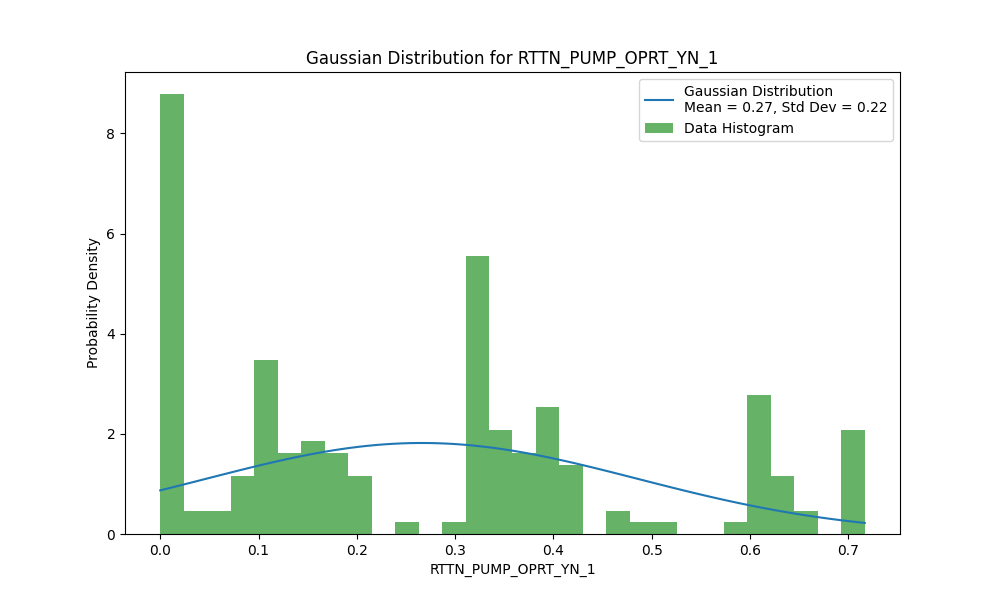 Gaussian Distribution for RTTN_PUMP_OPRT_YN_1
Gaussian Distribution
Mean = 0.27, Std Dev = 0.22
Data Histogram
Probability Density
8
6
4
2
0
0.0 0.1 0.2 0.3 0.4 0.5 0.6 0.7
RTTN_PUMP_OPRT_YN_1